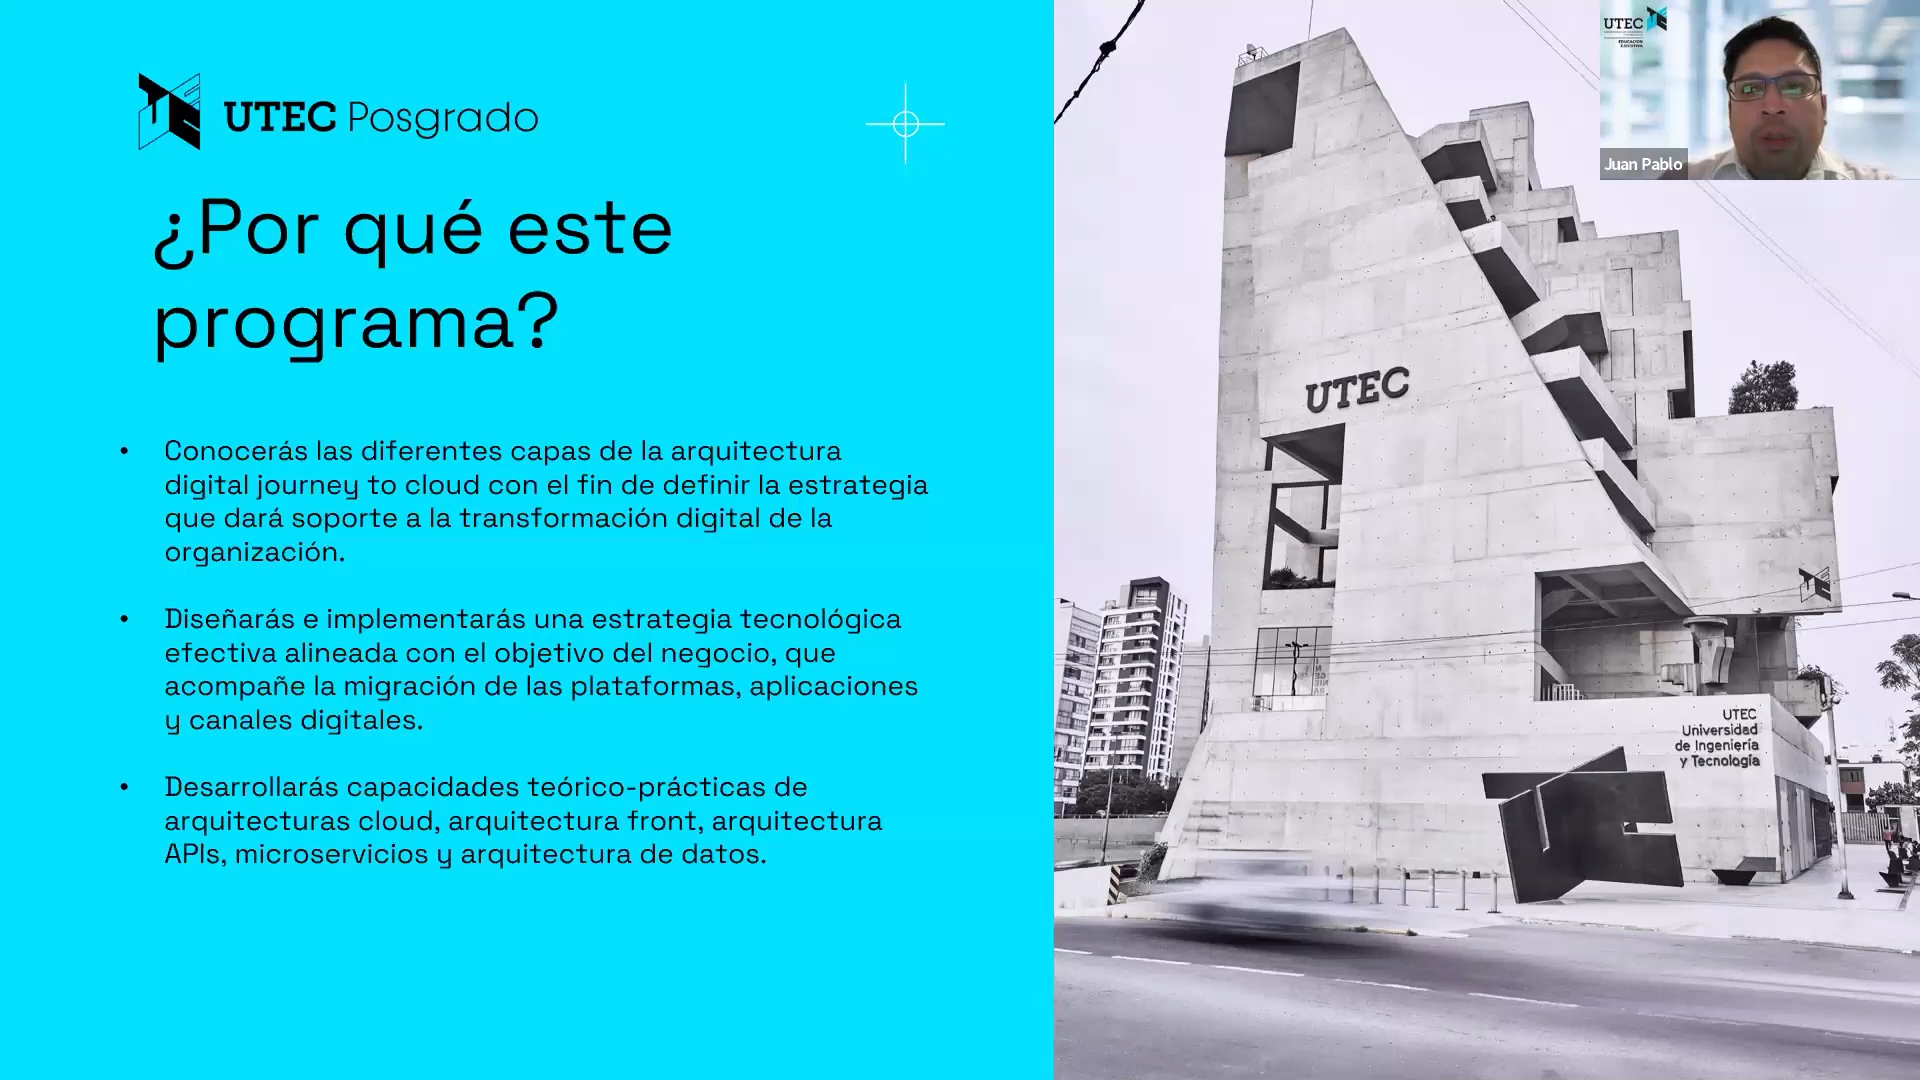 UTEC Posgrado
¿Por qué este
programa?
• Conocerás las diferentes capas de la arquitectura
digital journey to cloud con el fin de definir la estrategia
que dará soporte a la transformación digital de la
organización.
• Diseñarás e implementarás una estrategia tecnológica
efectiva alineada con el objetivo del negocio, que
acompañe la migración de las plataformas, aplicaciones
y canales digitales.
• Desarrollarás capacidades teórico-prácticas de
arquitecturas cloud, arquitectura front, arquitectura
APIs, microservicios y arquitectura de datos.
UTEC
UTEC
Universidad
de Ingeniería
y Tecnología
UTEC
EDUCACIÓN
EJECUTIVA
Juan Pablo